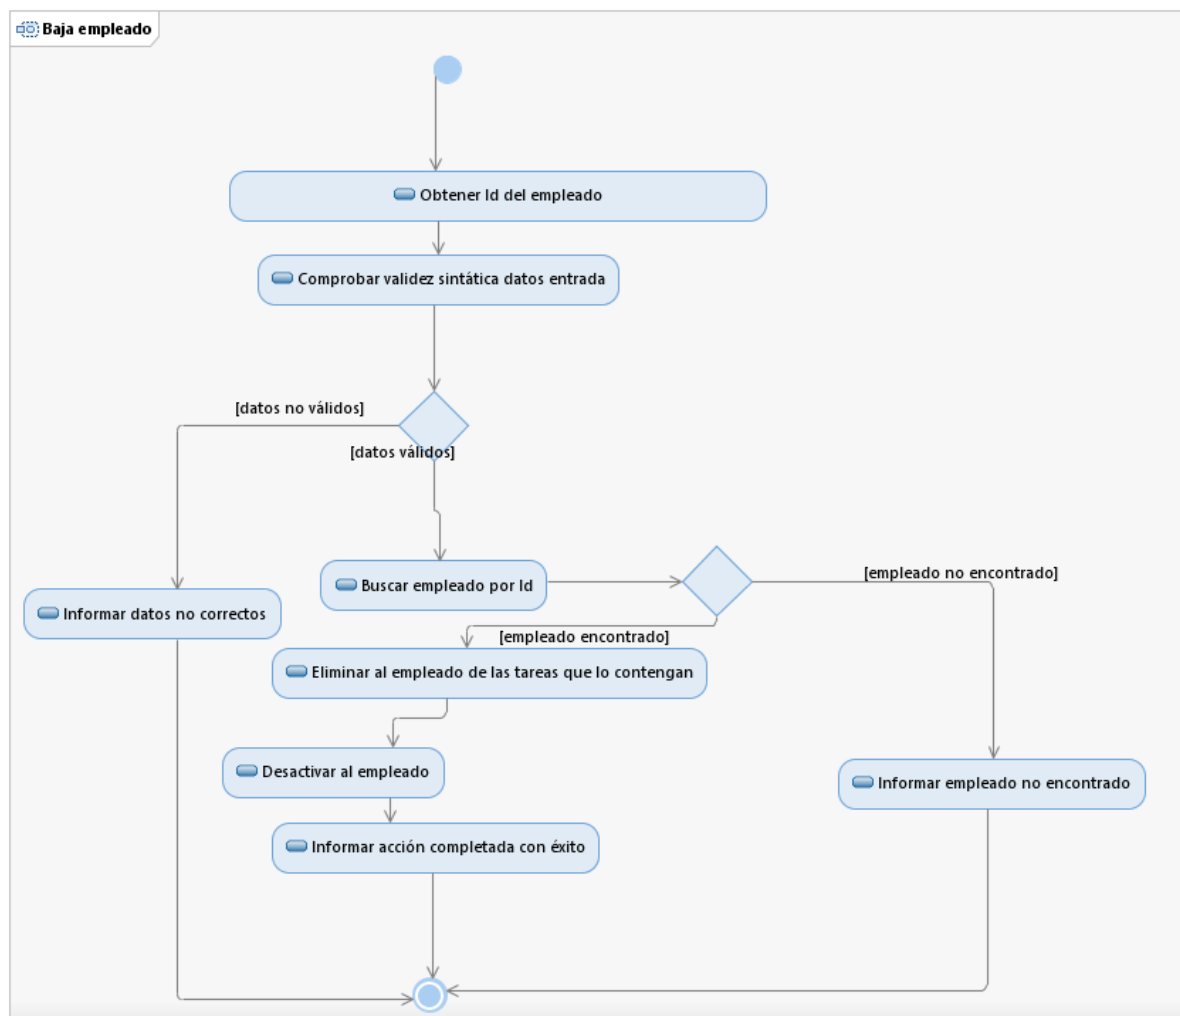 Baja empleado
Obtener Id del empleado
Comprobar validez sintática datos entrada
[datos no válidos]
[datos válidos]
Buscar empleado por Id
[empleado no encontrado]
Informar datos no correctos
[empleado encontrado]
Eliminar al empleado de las tareas que lo contengan
Desactivar al empleado
Informar empleado no encontrado
Informar acción completada con éxito